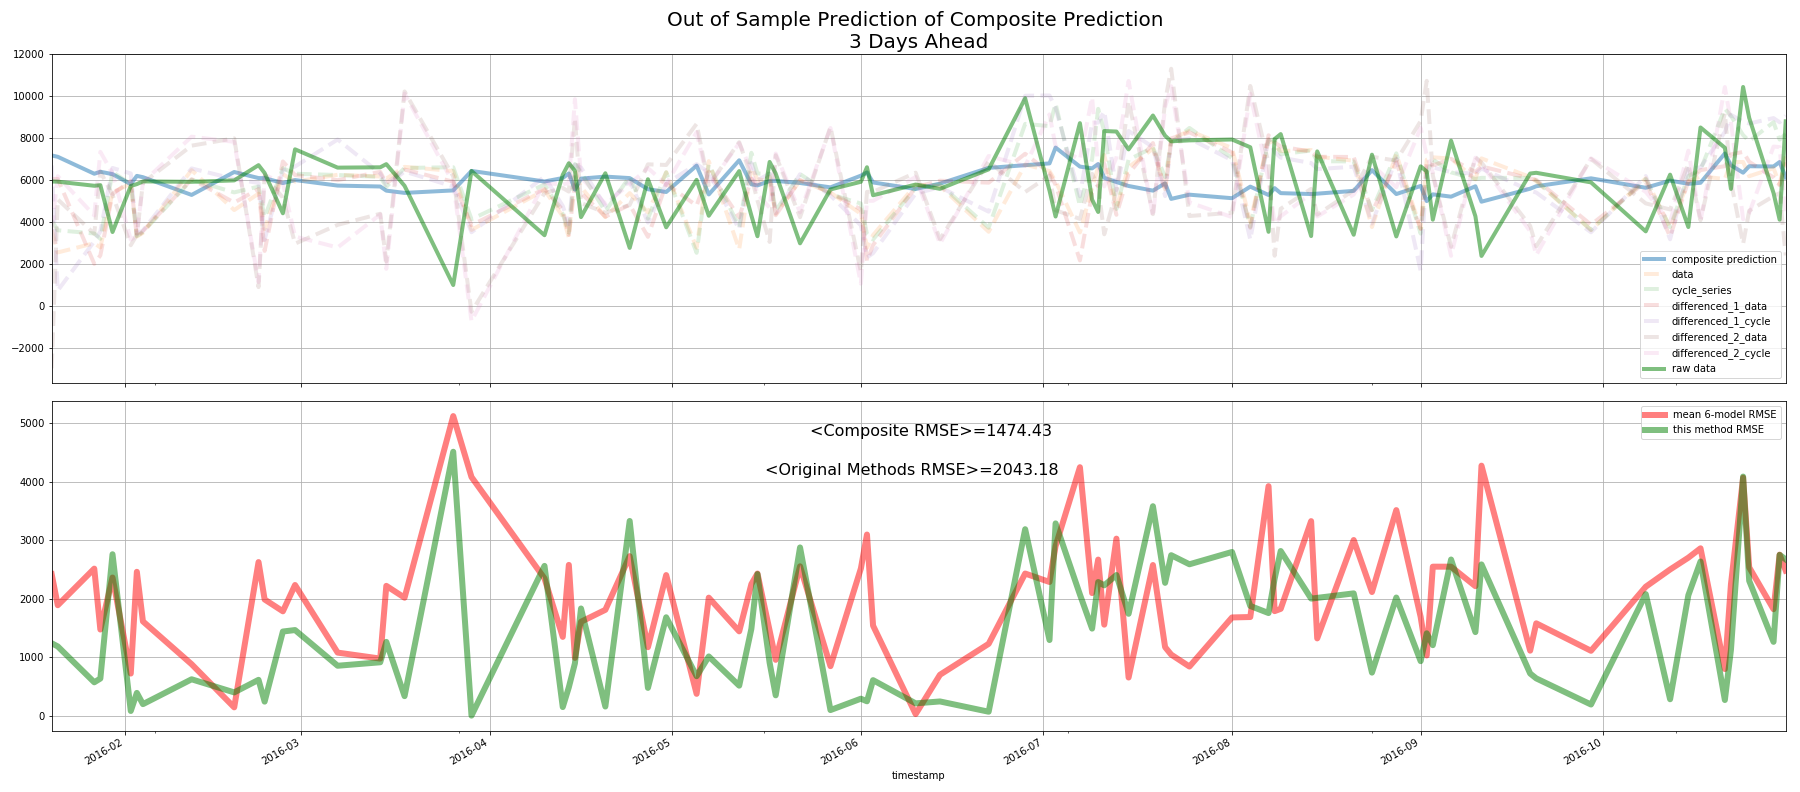 Out of Sample Prediction of Composite Prediction
3 Days Ahead
12000
10000
8000
6000
4000
2000
0
−2000
composite prediction
data
cycle_series
differenced_1_data
differenced_1_cycle
differenced_2_data
differenced_2_cycle
raw data
5000
4000
3000
2000
1000
0
<Composite RMSE>=1474.43
<Original Methods RMSE>=2043.18
mean 6-model RMSE
this method RMSE
2016-02
2016-03
2016-04
2016-05
2016-06
2016-07
2016-08
2016-09
2016-10
timestamp